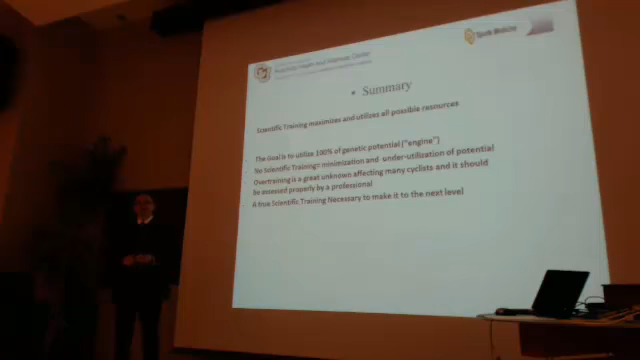 Sports Medicine
• Summary
Scientific Training maximizes and utilizes all possible resources
The Goal is to utilize 100% of genetic potential ("engine")
No Scientific Training= minimization and under-utilization of potential
Overtraining is a great unknown affecting many cyclists and it should
be assessed properly by a professional
A true Scientific Training Necessary to make it to the next level